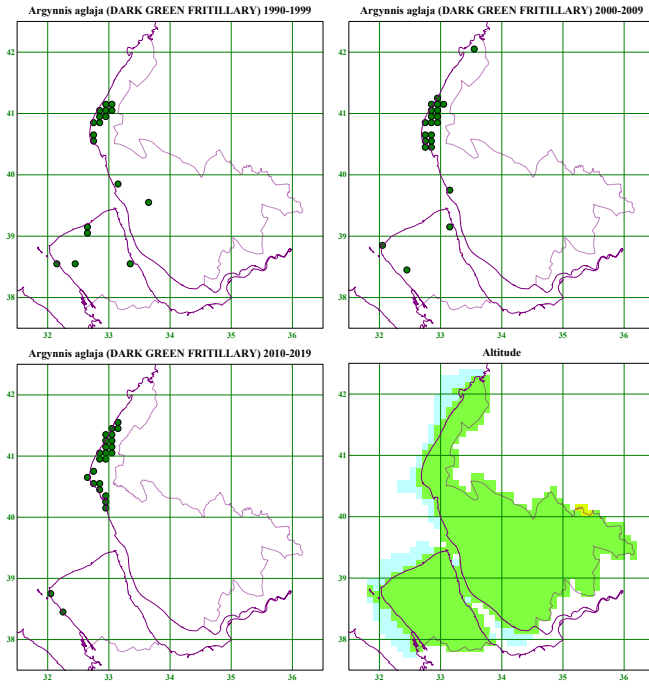 Argynnis aglaja (DARK GREEN FRITILLARY) 1990-1999
42
41
40
39
38
32 33 34 35 36
Argynnis aglaja (DARK GREEN FRITILLARY) 2000-2009
42
41
40
39
38
32 33 34 35 36
Argynnis aglaja (DARK GREEN FRITILLARY) 2010-2019
42
41
40
39
38
32 33 34 35 36
Altitude
42
41
40
39
38
32 33 34 35 36